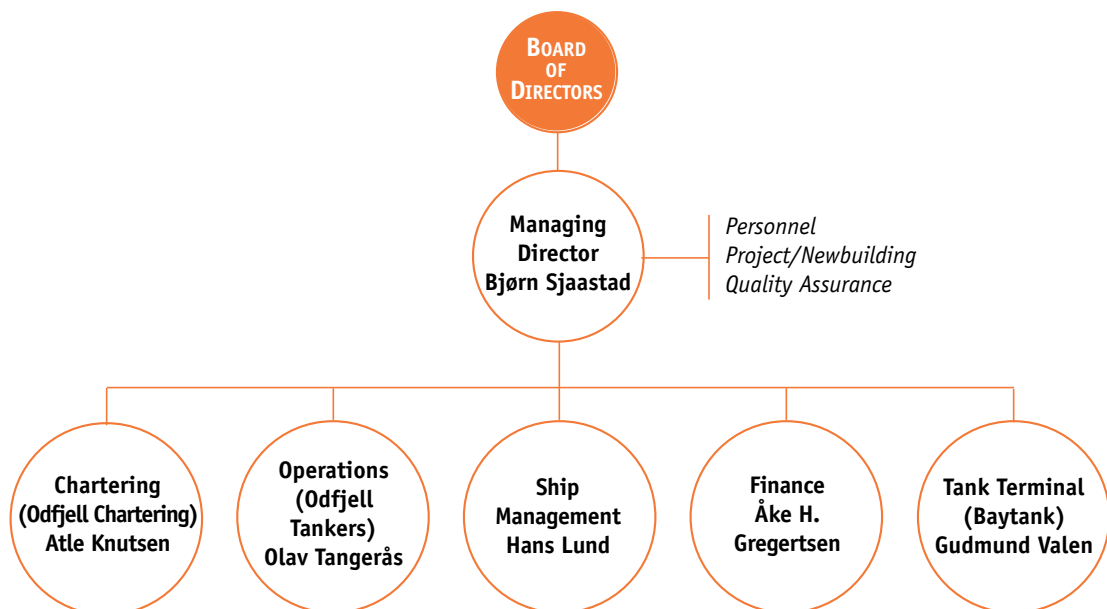 BOARD
OF
DIRECTORS
Managing
Director
Bjørn Sjaastad
Personnel
Project/Newbuilding
Quality Assurance
Chartering
(Odfjell Chartering)
Atle Knutsen
Operations
(Odfjell
Tankers)
Olav Tangerås
Ship
Management
Hans Lund
Finance
Åke H.
Gregertsen
Tank Terminal
(Baytank)
Gudmund Valen